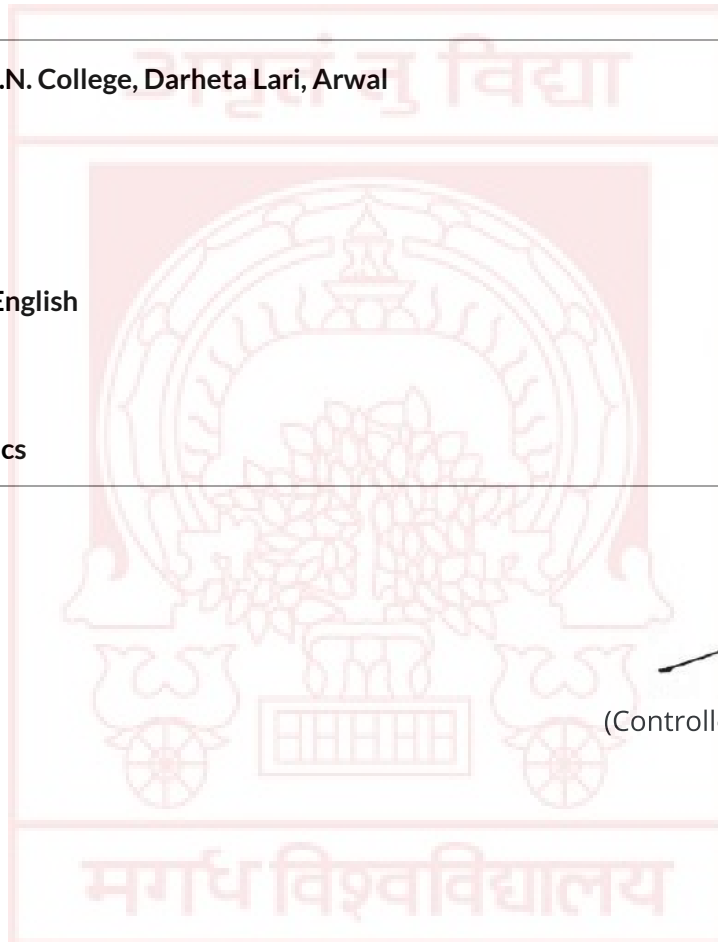 अमृतं तु विद्या
.N. College, Darheta Lari, Arwal
English
cs
(Controll
मगध विश्वविद्यालय